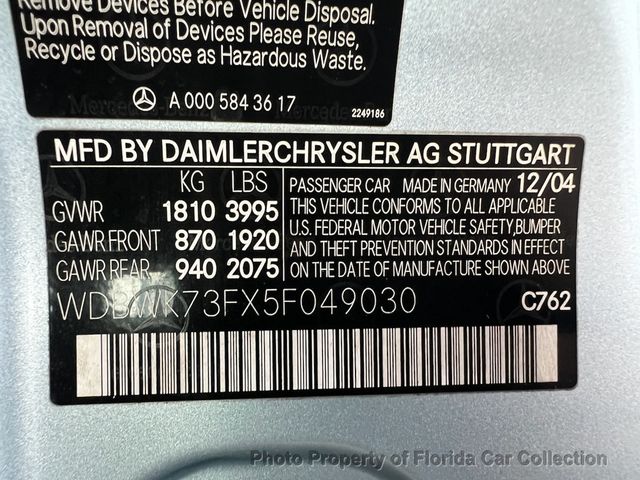 Remove Devices Before Vehicle Disposal.
Upon Removal of Devices Please Reuse,
Recycle or Dispose as Hazardous Waste.
A 000 584 36 17
2249186
MFD BY DAIMLERCHRYSLER AG STUTTGART
KG LBS
GVWR 1810 3995
GAWR FRONT 870 1920
GAWR REAR 940 2075
PASSENGER CAR MADE IN GERMANY 12/04
THIS VEHICLE CONFORMS TO ALL APPLICABLE
U.S. FEDERAL MOTOR VEHICLE SAFETY, BUMPER
AND THEFT PREVENTION STANDARDS IN
EFFECT ON THE DATE OF MANUFACTURE
WDBWK73FX5F049030 C762
Photo Property of Florida Car Collection